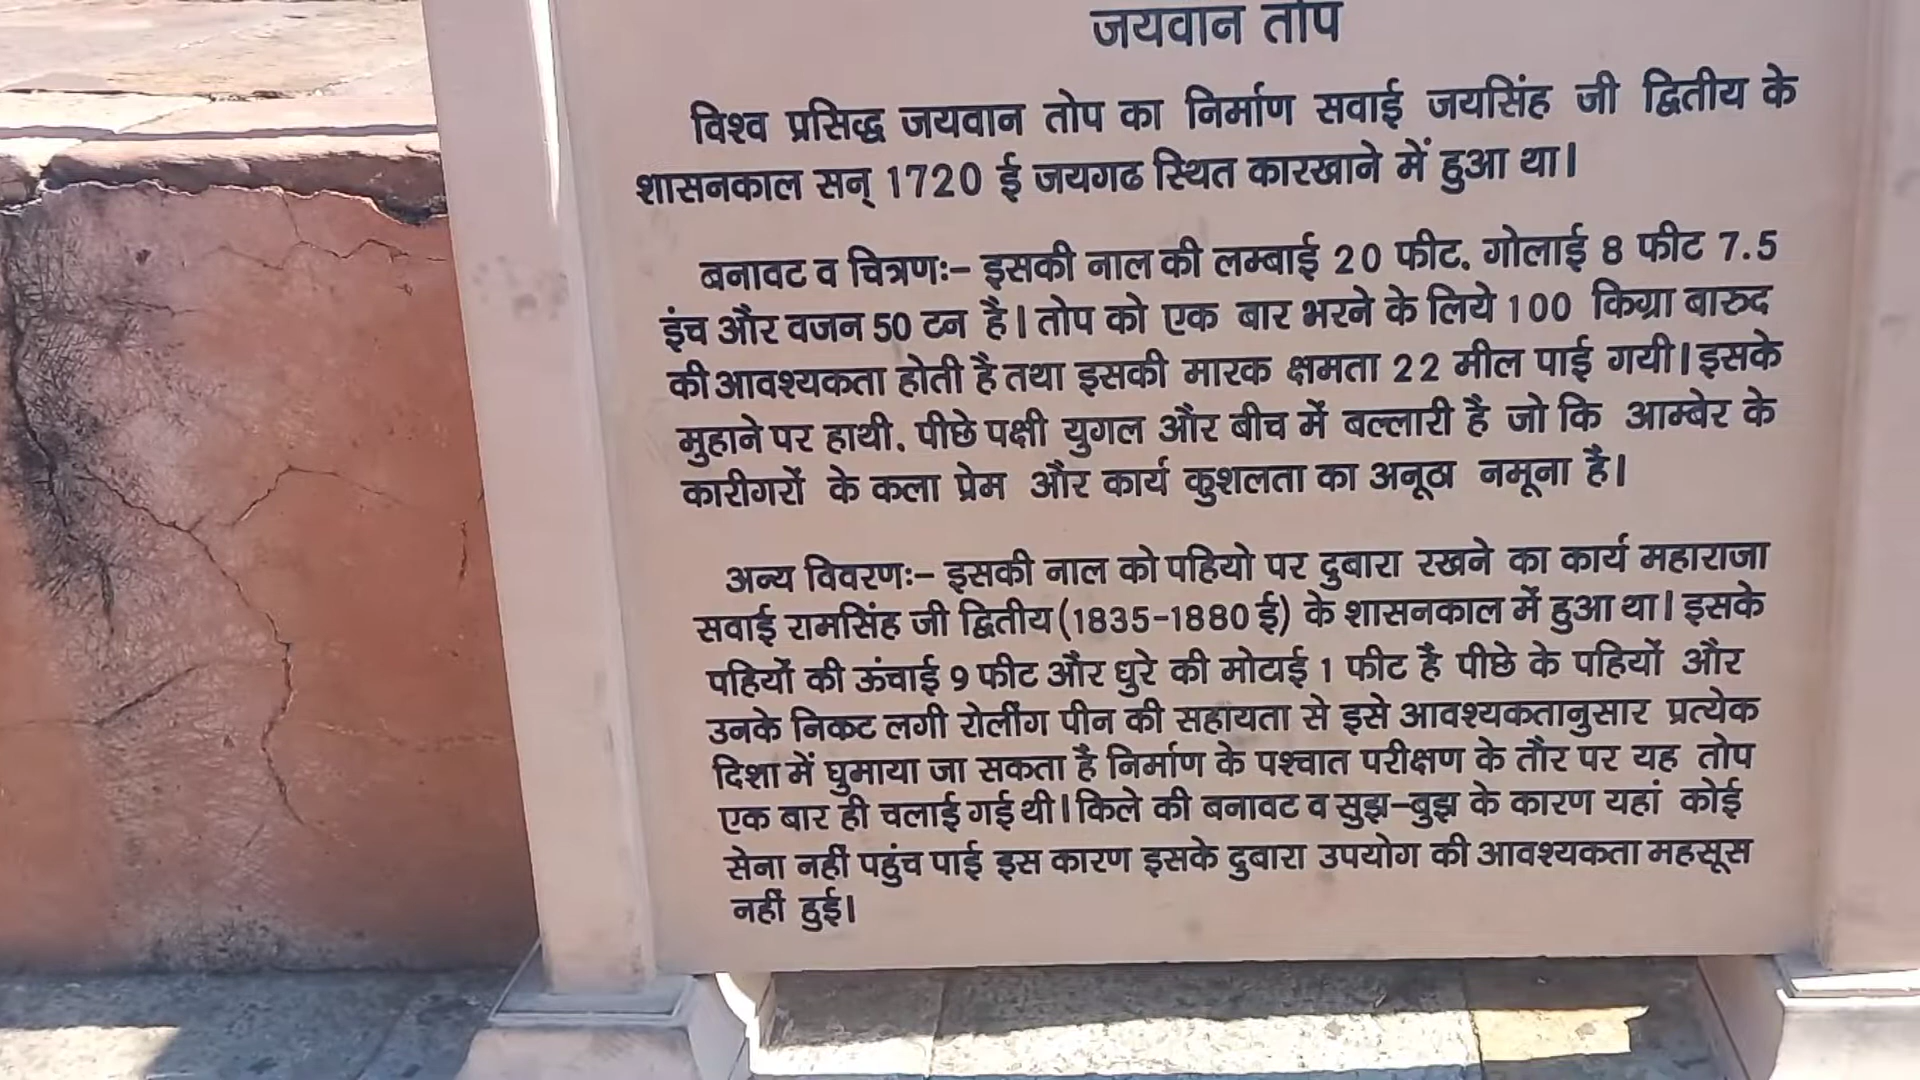 जयवान तोप
विश्व प्रसिद्ध जयवान तोप का निर्माण सवाई जयसिंह जी द्वितीय के
शासनकाल सन् 1720 ई जयगढ स्थित कारखाने में हुआ था।
बनावट व चित्रणः- इसकी नाल की लम्बाई 20 फीट. गोलाई 8 फीट 7.5
इंच और वजन 50 टन है। तोप को एक बार भरने के लिये 100 किग्रा बारुद
की आवश्यकता होती है तथा इसकी मारक क्षमता 22 मील पाई गयी। इसके
मुहाने पर हाथी. पीछे पक्षी युगल और बीच में बल्लारी है जो कि आम्बेर के
कारीगरों के कला प्रेम और कार्य कुशलता का अनूठा नमूना है।
अन्य विवरणः- इसकी नाल को पहियो पर दुबारा रखने का कार्य महाराजा
सवाई रामसिंह जी द्वितीय (1835-1880 ई) के शासनकाल में हुआ था। इसके
पहियों की ऊंचाई 9 फीट और धुरे की मोटाई 1 फीट है पीछे के पहियों और
उनके निकट लगी रोलींग पीन की सहायता से इसे आवश्यकतानुसार प्रत्येक
दिशा में घुमाया जा सकता है निर्माण के पश्चात परीक्षण के तौर पर यह तोप
एक बार ही चलाई गई थी। किले की बनावट व सुझ-बुझ के कारण यहां कोई
सेना नहीं पहुंच पाई इस कारण इसके दुबारा उपयोग की आवश्यकता महसूस
नहीं हुई।